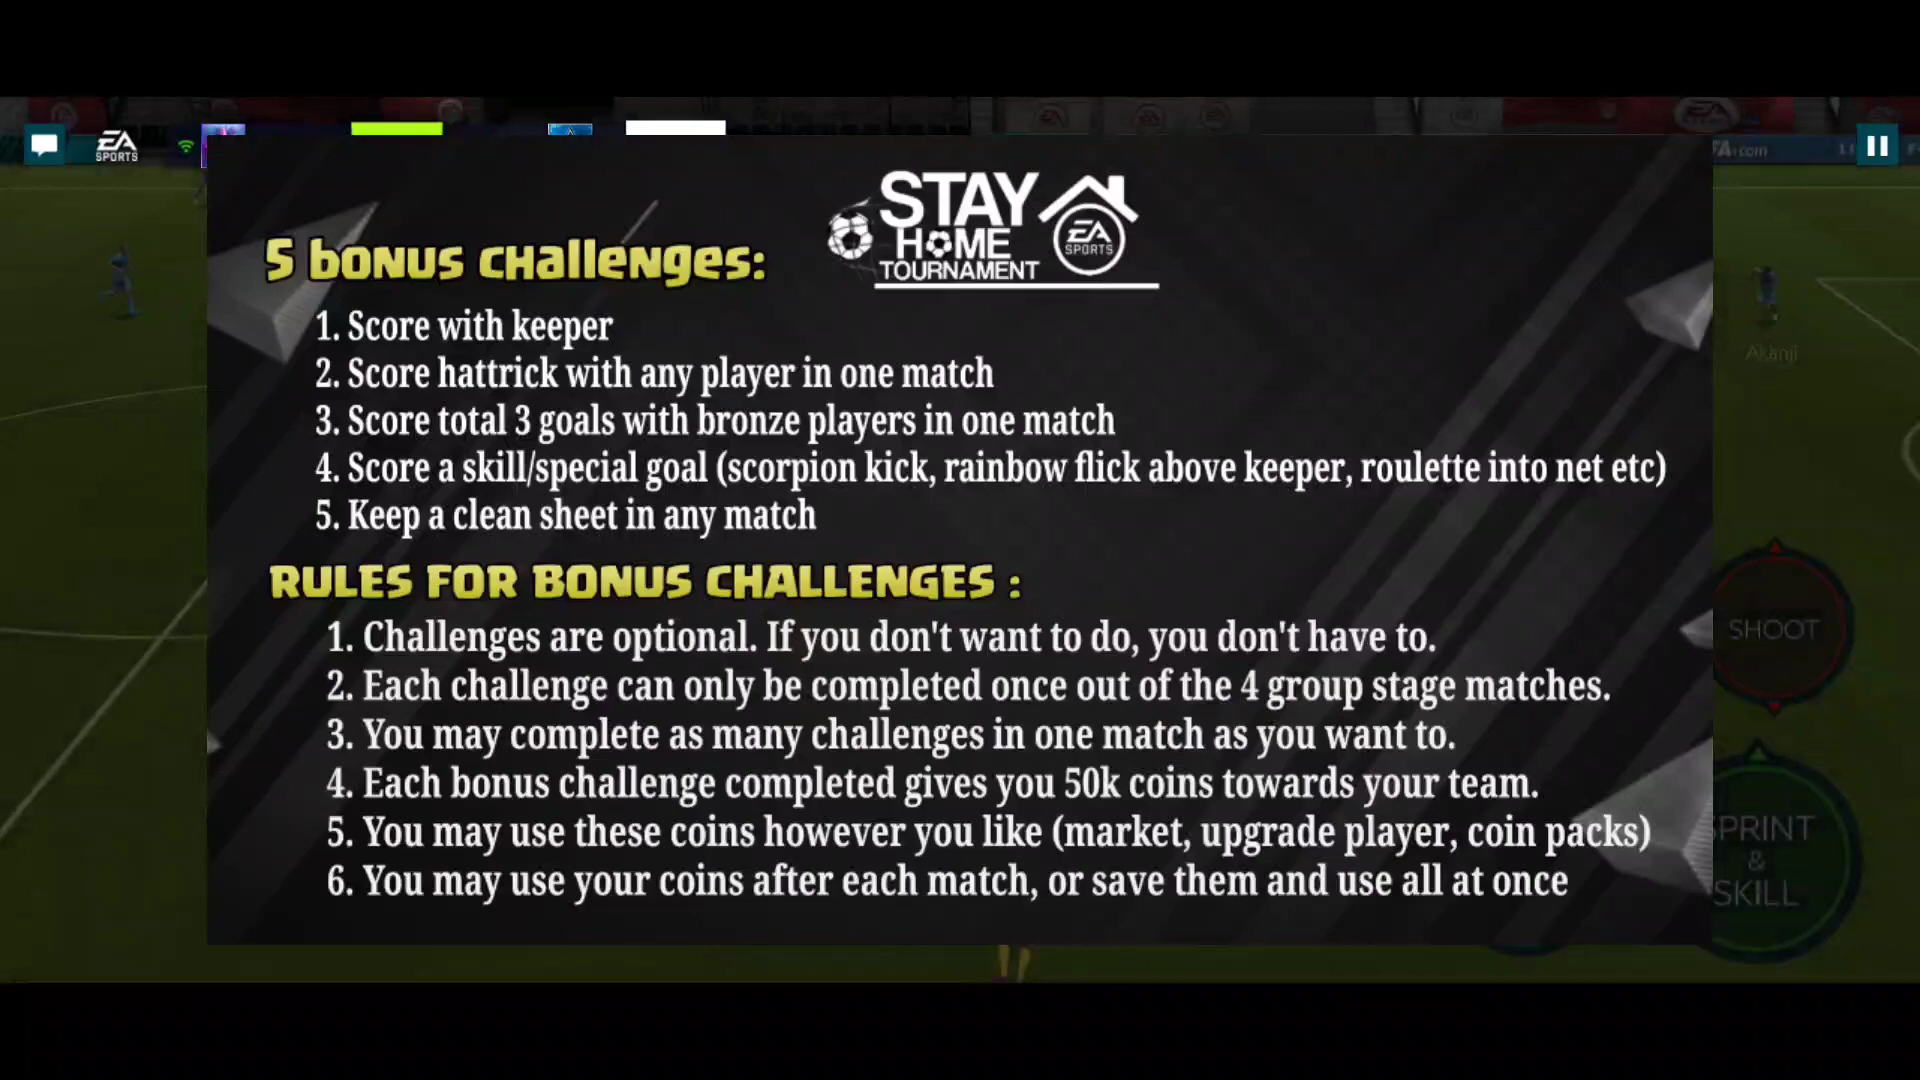 EA
SPORTS
FA.com
STAY
HOME
TOURNAMENT
EA
SPORTS
5 bonus challenges:
1. Score with keeper
2. Score hattrick with any player in one match
3. Score total 3 goals with bronze players in one match
4. Score a skill/special goal (scorpion kick, rainbow flick above keeper, roulette into net etc)
5. Keep a clean sheet in any match
Akanji
RULES FOR BONUS CHALLENGES :
1. Challenges are optional. If you don't want to do, you don't have to.
2. Each challenge can only be completed once out of the 4 group stage matches.
3. You may complete as many challenges in one match as you want to.
4. Each bonus challenge completed gives you 50k coins towards your team.
5. You may use these coins however you like (market, upgrade player, coin packs)
6. You may use your coins after each match, or save them and use all at once
SHOOT
SPRINT
&
SKILL